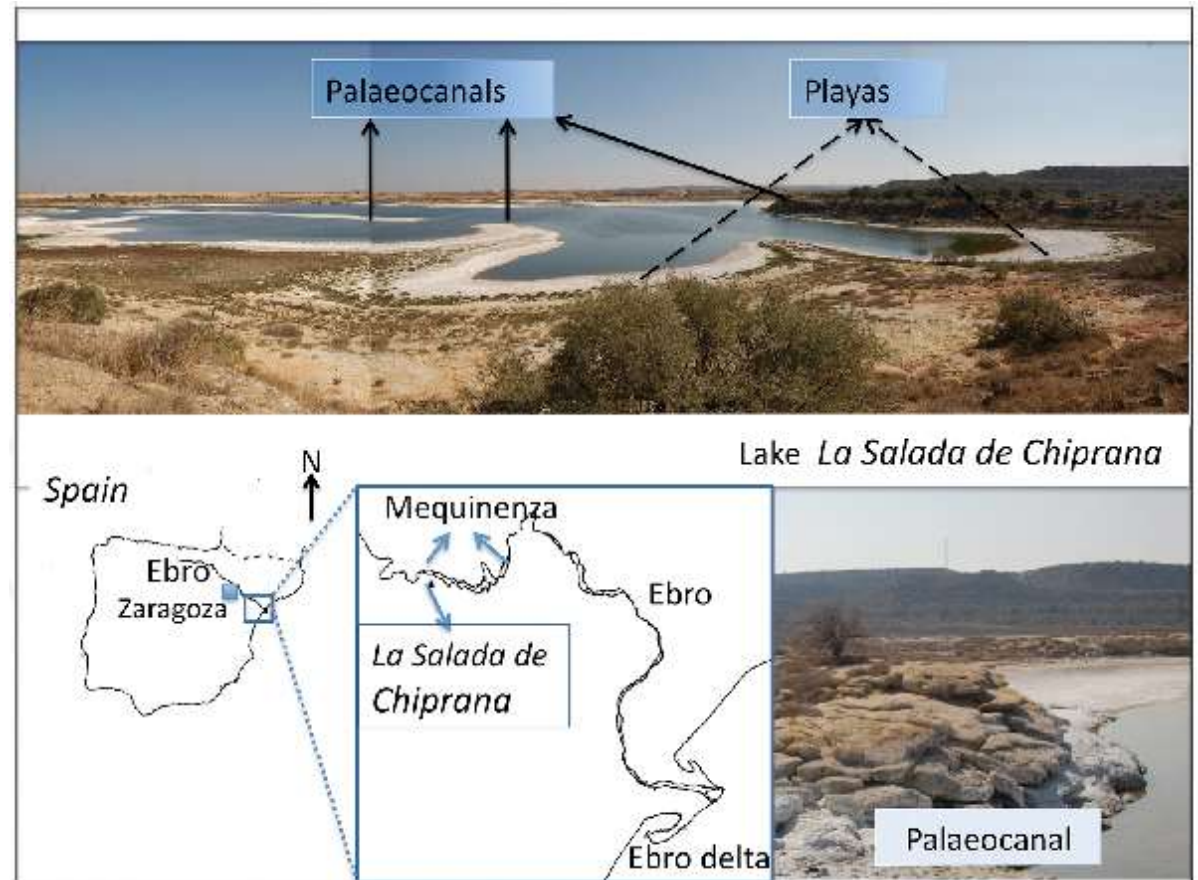 Palaeocanals
Playas
Lake La Salada de Chiprana
Spain
N
Mequinenza
Ebro
Zaragoza
Ebro
La Salada de
Chiprana
Ebro delta
Palaeocanal